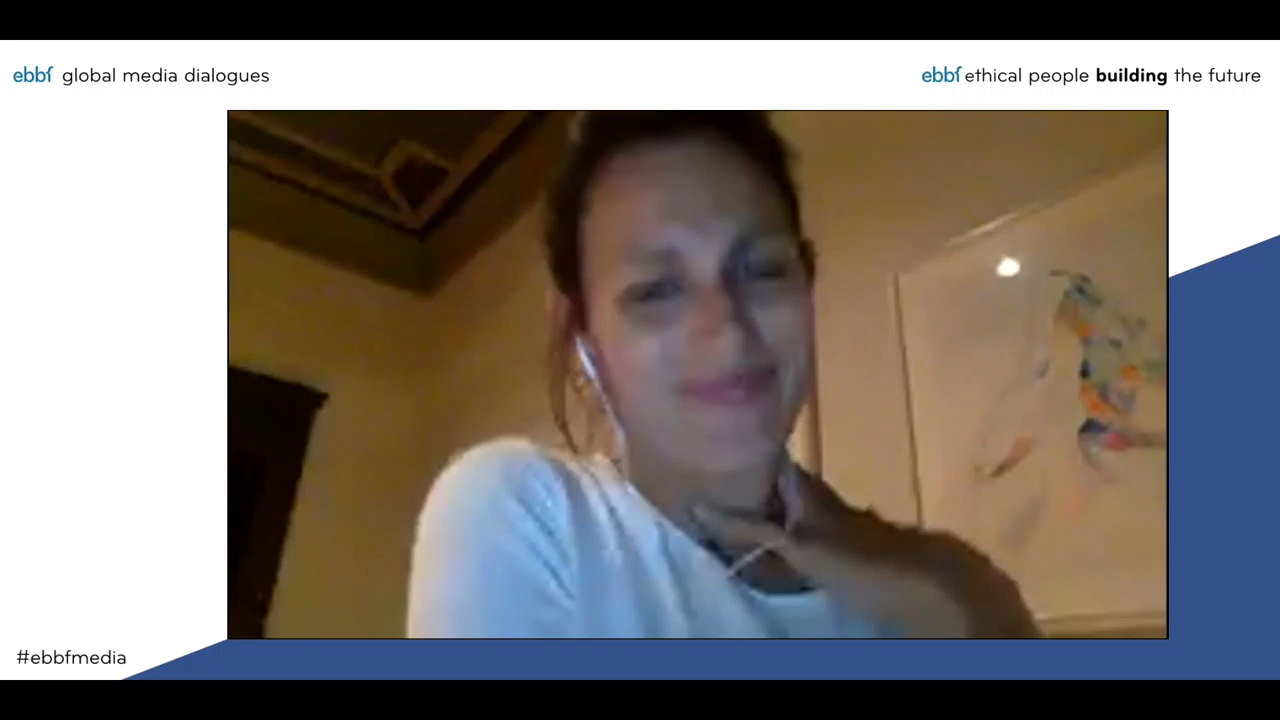 ebbf global media dialogues
ebbf ethical people building the future
#ebbfmedia